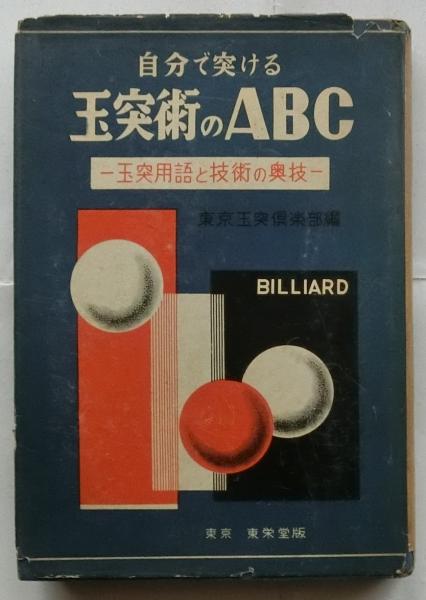 自分で突ける
玉突術のABC
―玉突用語と技術の奥技―
東京玉突倶楽部編
BILLIARD
東京 東栄堂版